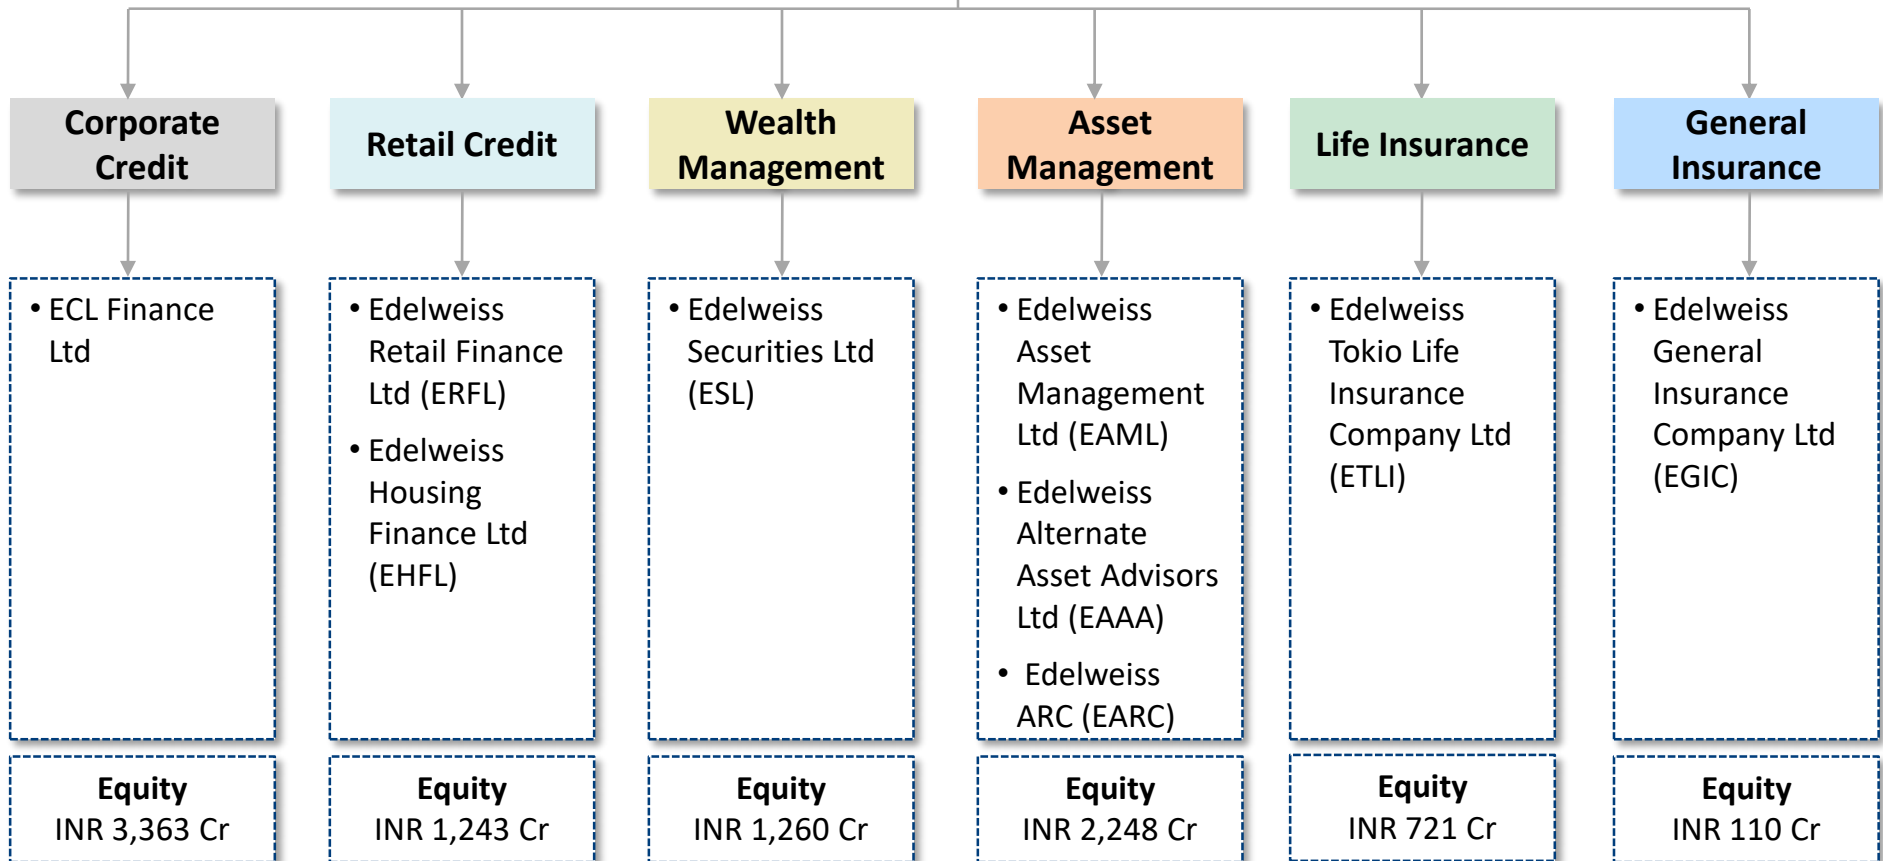 Corporate
Credit
Retail Credit
Wealth
Management
Asset
Management
Life Insurance
General
Insurance
• ECL Finance
Ltd
• Edelweiss
Retail Finance
Ltd (ERFL)
• Edelweiss
Housing
Finance Ltd
(EHFL)
• Edelweiss
Securities Ltd
(ESL)
• Edelweiss
Asset
Management
Ltd (EAML)
• Edelweiss
Alternate
Asset Advisors
Ltd (EAAA)
• Edelweiss
ARC (EARC)
• Edelweiss
Tokio Life
Insurance
Company Ltd
(ETLI)
• Edelweiss
General
Insurance
Company Ltd
(EGIC)
Equity
INR 3,363 Cr
Equity
INR 1,243 Cr
Equity
INR 1,260 Cr
Equity
INR 2,248 Cr
Equity
INR 721 Cr
Equity
INR 110 Cr